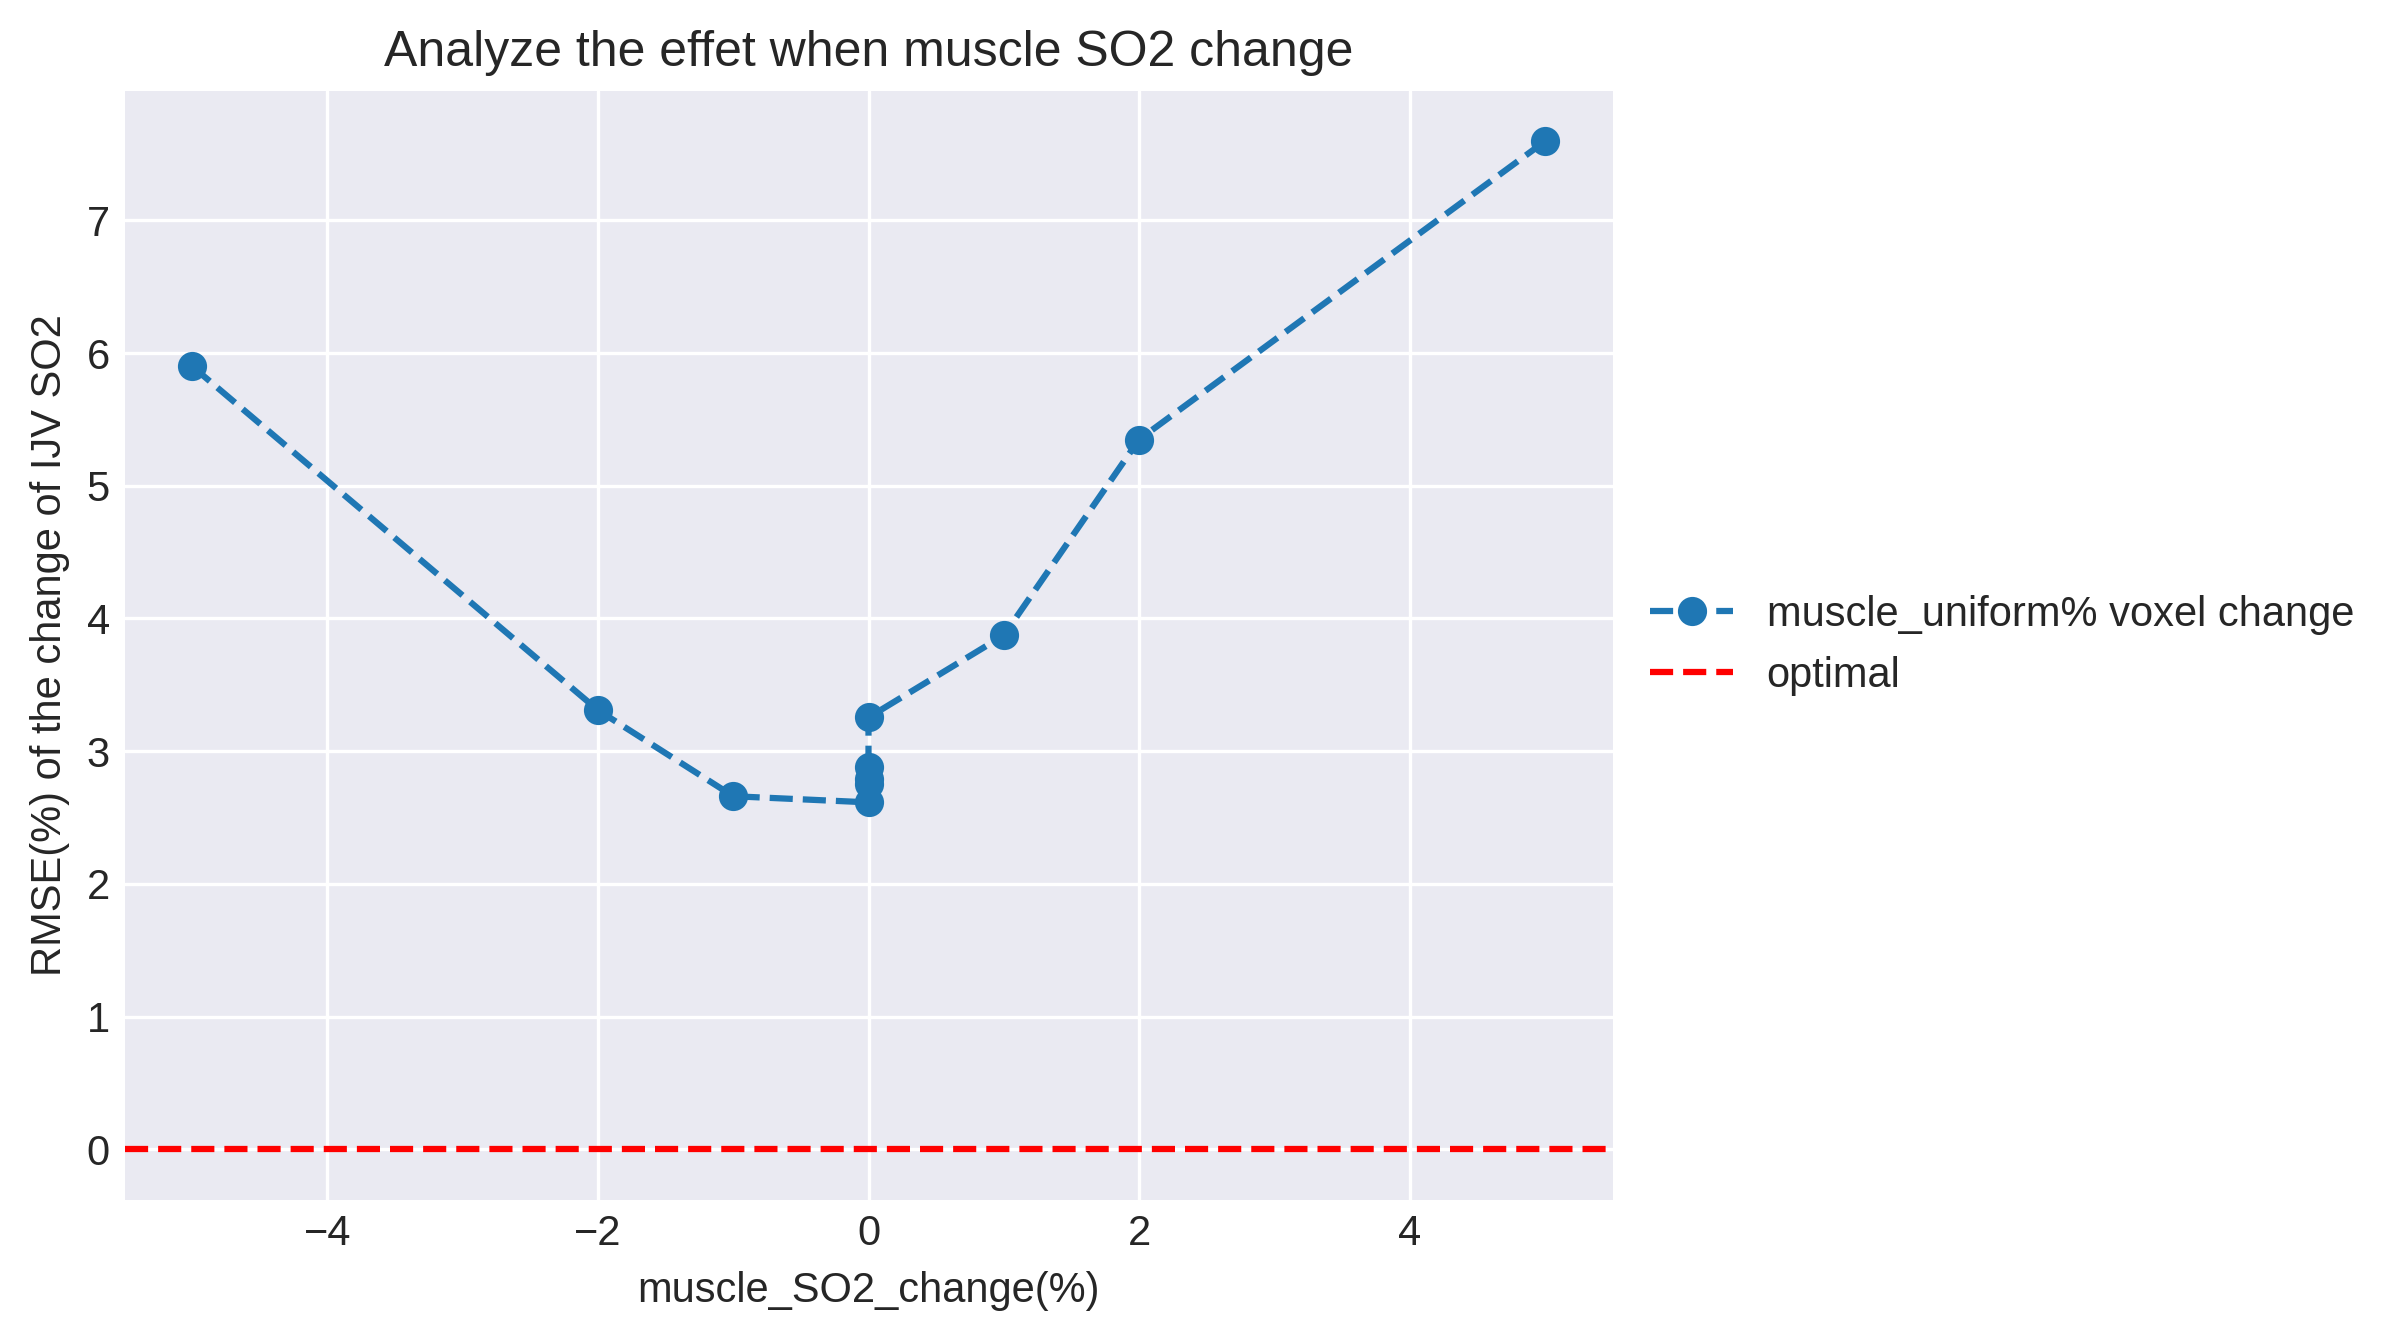 Analyze the effet when muscle SO2 change
RMSE(%) of the change of IJV SO2
7
6
5
4
3
2
1
0
−4
−2
0
2
4
muscle_SO2_change(%)
muscle_uniform% voxel change
optimal